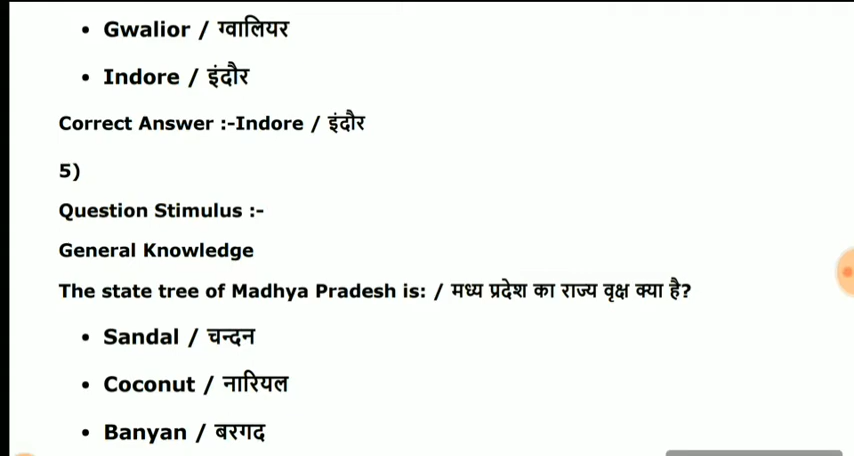 • Gwalior / ग्वालियर
• Indore / इंदौर
Correct Answer :-Indore / इंदौर
5)
Question Stimulus :-
General Knowledge
The state tree of Madhya Pradesh is: / मध्य प्रदेश का राज्य वृक्ष क्या है?
• Sandal / चन्दन
• Coconut / नारियल
• Banyan / बरगद